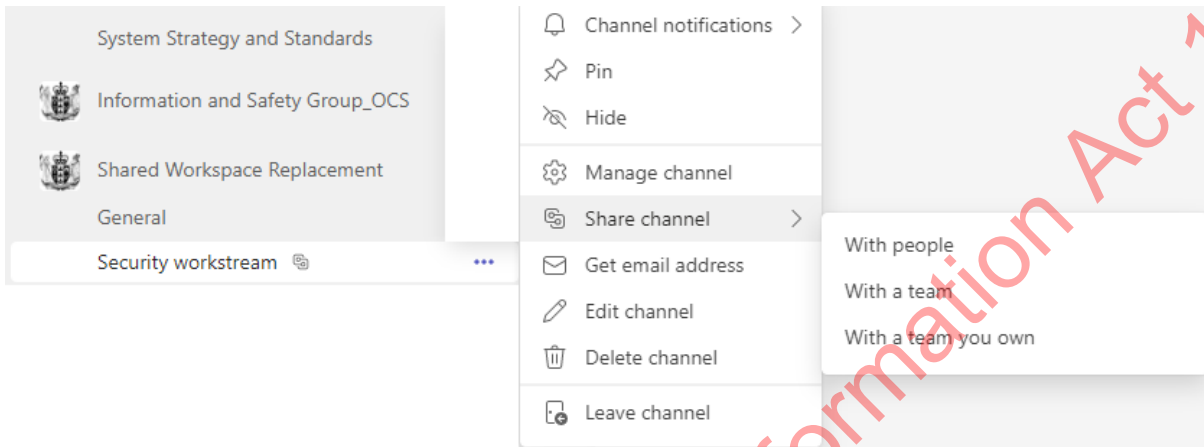 System Strategy and Standards
Information and Safety Group_OCS
Shared Workspace Replacement
General
Security workstream
Channel notifications
Pin
Hide
Manage channel
Share channel
Get email address
Edit channel
Delete channel
Leave channel
With people
With a team
With a team you own
rmation Act 1